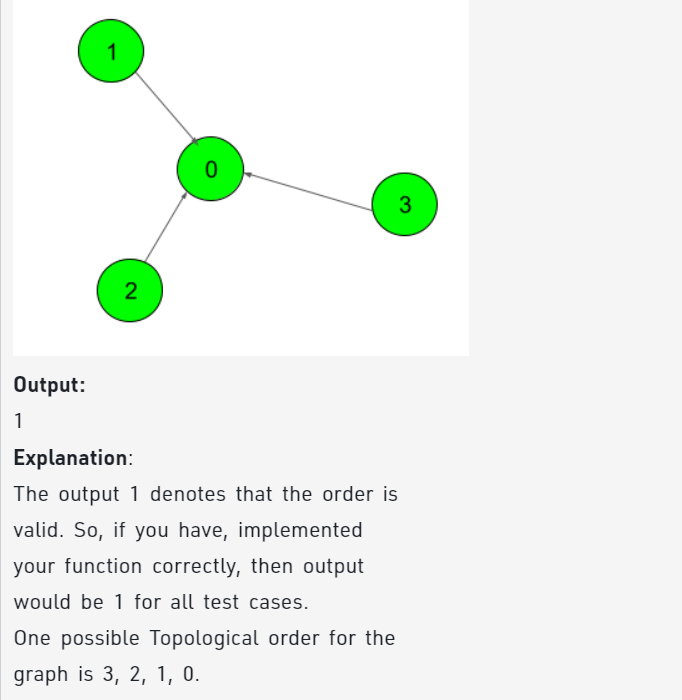 1
0
3
2
Output:
1
Explanation:
The output 1 denotes that the order is
valid. So, if you have, implemented
your function correctly, then output
would be 1 for all test cases.
One possible Topological order for the
graph is 3, 2, 1, 0.